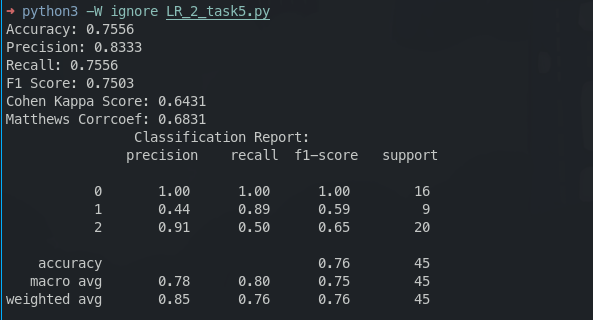 → python3 -W ignore LR_2_task5.py
Accuracy: 0.7556
Precision: 0.8333
Recall: 0.7556
F1 Score: 0.7503
Cohen Kappa Score: 0.6431
Matthews Corrcoef: 0.6831
Classification Report:
precision recall f1-score support
0 1.00 1.00 1.00 16
1 0.44 0.89 0.59 9
2 0.91 0.50 0.65 20
accuracy 0.76 45
macro avg 0.78 0.80 0.75 45
weighted avg 0.85 0.76 0.76 45